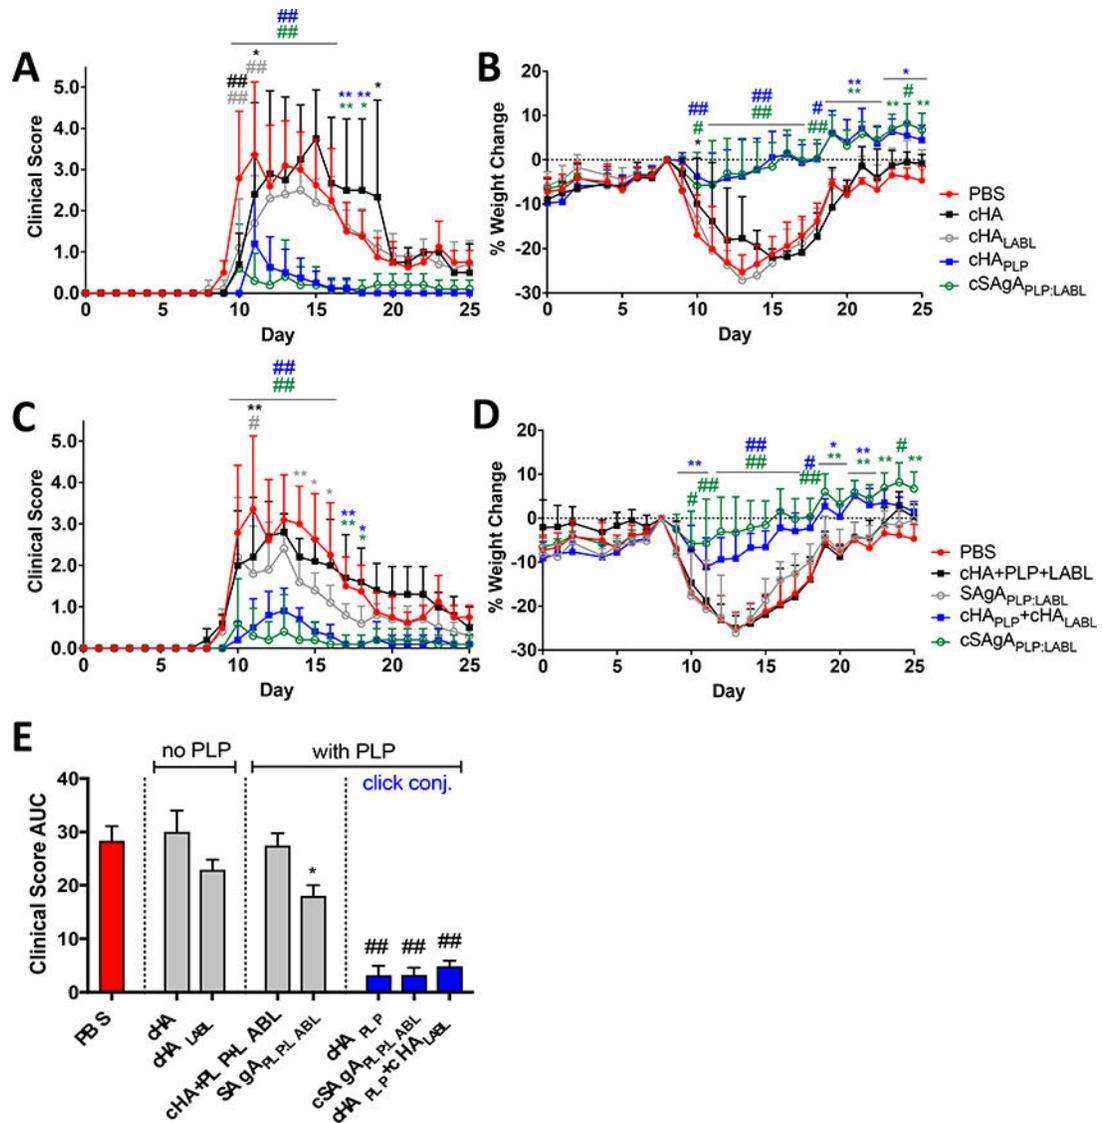 A
##
##
##
##
*
##
**
**
**
*
*
5.0
4.0
3.0
2.0
1.0
0.0
Clinical Score
0 5 10 15 20 25
Day
B
##
#
*
##
##
#
##
**
**
*
**
#
**
20
10
0
-10
-20
-30
% Weight Change
0 5 10 15 20 25
Day
PBS
cHA
cHALABL
cHAPLP
cSAgAPLP:LABL
C
##
##
**
#
**
*
*
**
**
*
*
5.0
4.0
3.0
2.0
1.0
0.0
Clinical Score
0 5 10 15 20 25
Day
D
**
#
##
##
##
#
##
*
**
**
**
**
#
**
20
10
0
-10
-20
-30
% Weight Change
0 5 10 15 20 25
Day
PBS
cHA+PLP+LABL
SAgAPLP:LABL
cHAPLP+cHALABL
cSAgAPLP:LABL
E
no PLP
with PLP
click conj.
40
30
20
10
0
Clinical Score AUC
*
##
##
##
PBS
cHA
cHA LABL
cHA+PLP+LABL
SAgAPLP:LABL
cHA PLP
cSAgAPLP:LABL
cHA PLP+cHALABL